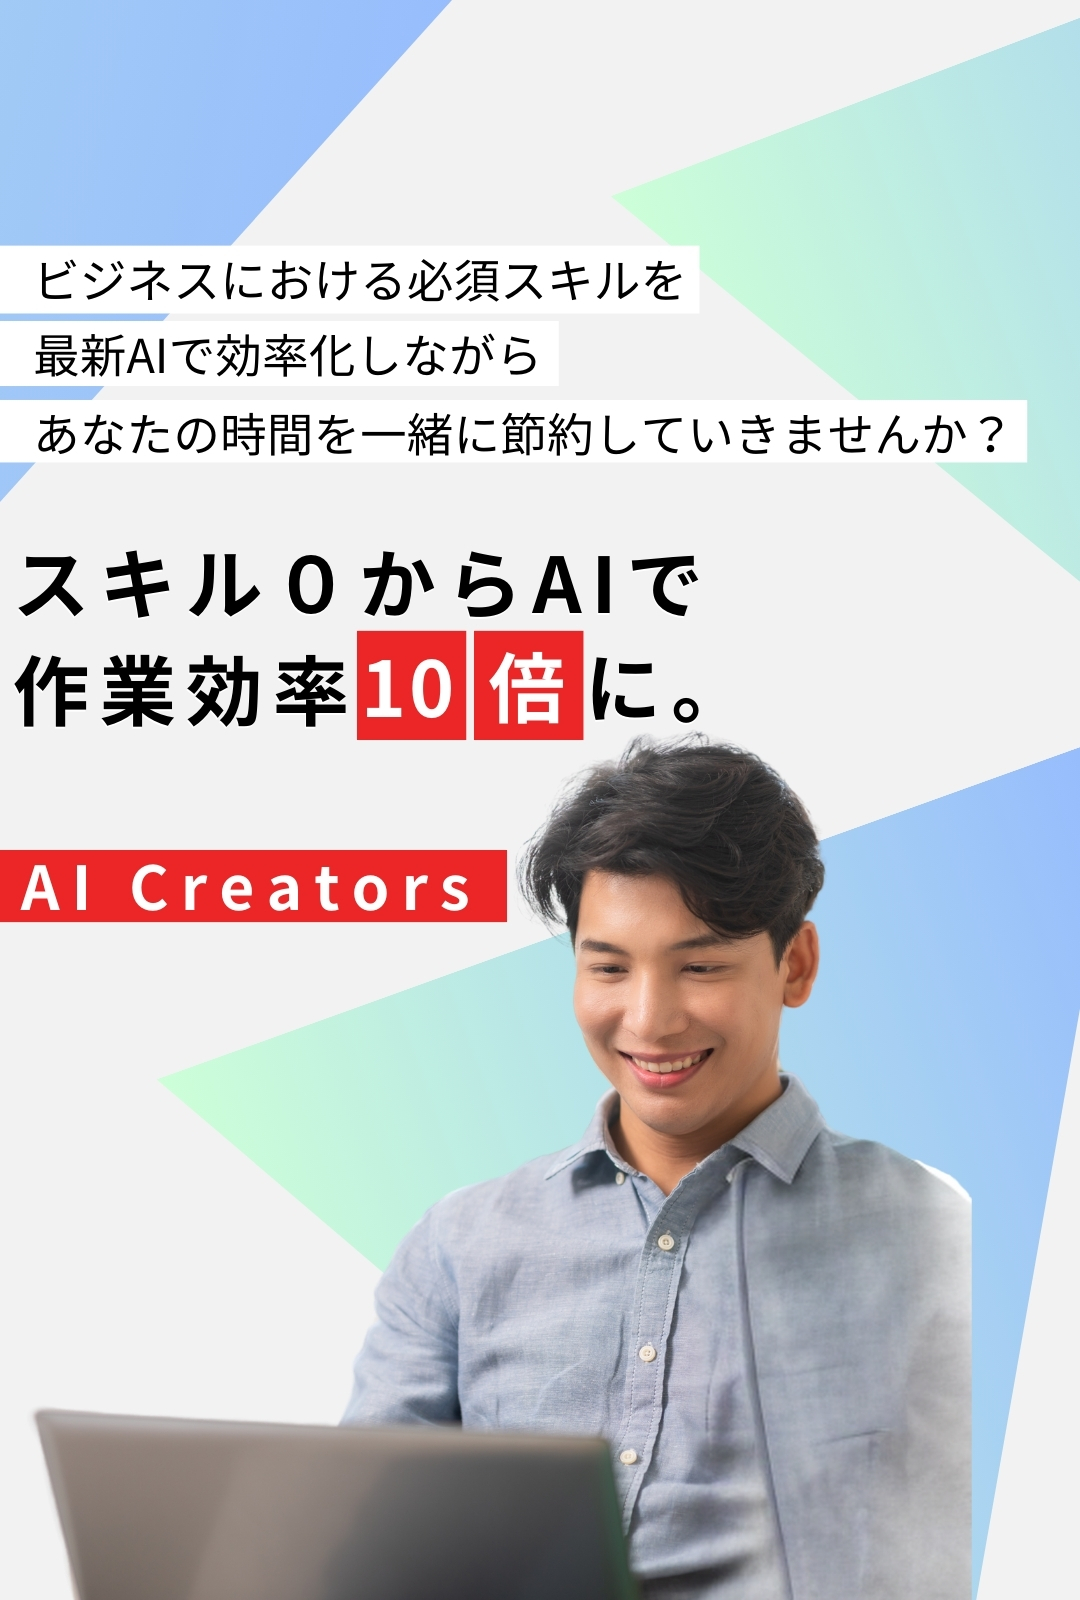 ビジネスにおける必須スキルを
最新AIで効率化しながら
あなたの時間を一緒に節約していきませんか？
スキル０からAIで
作業効率10倍に。
AI Creators